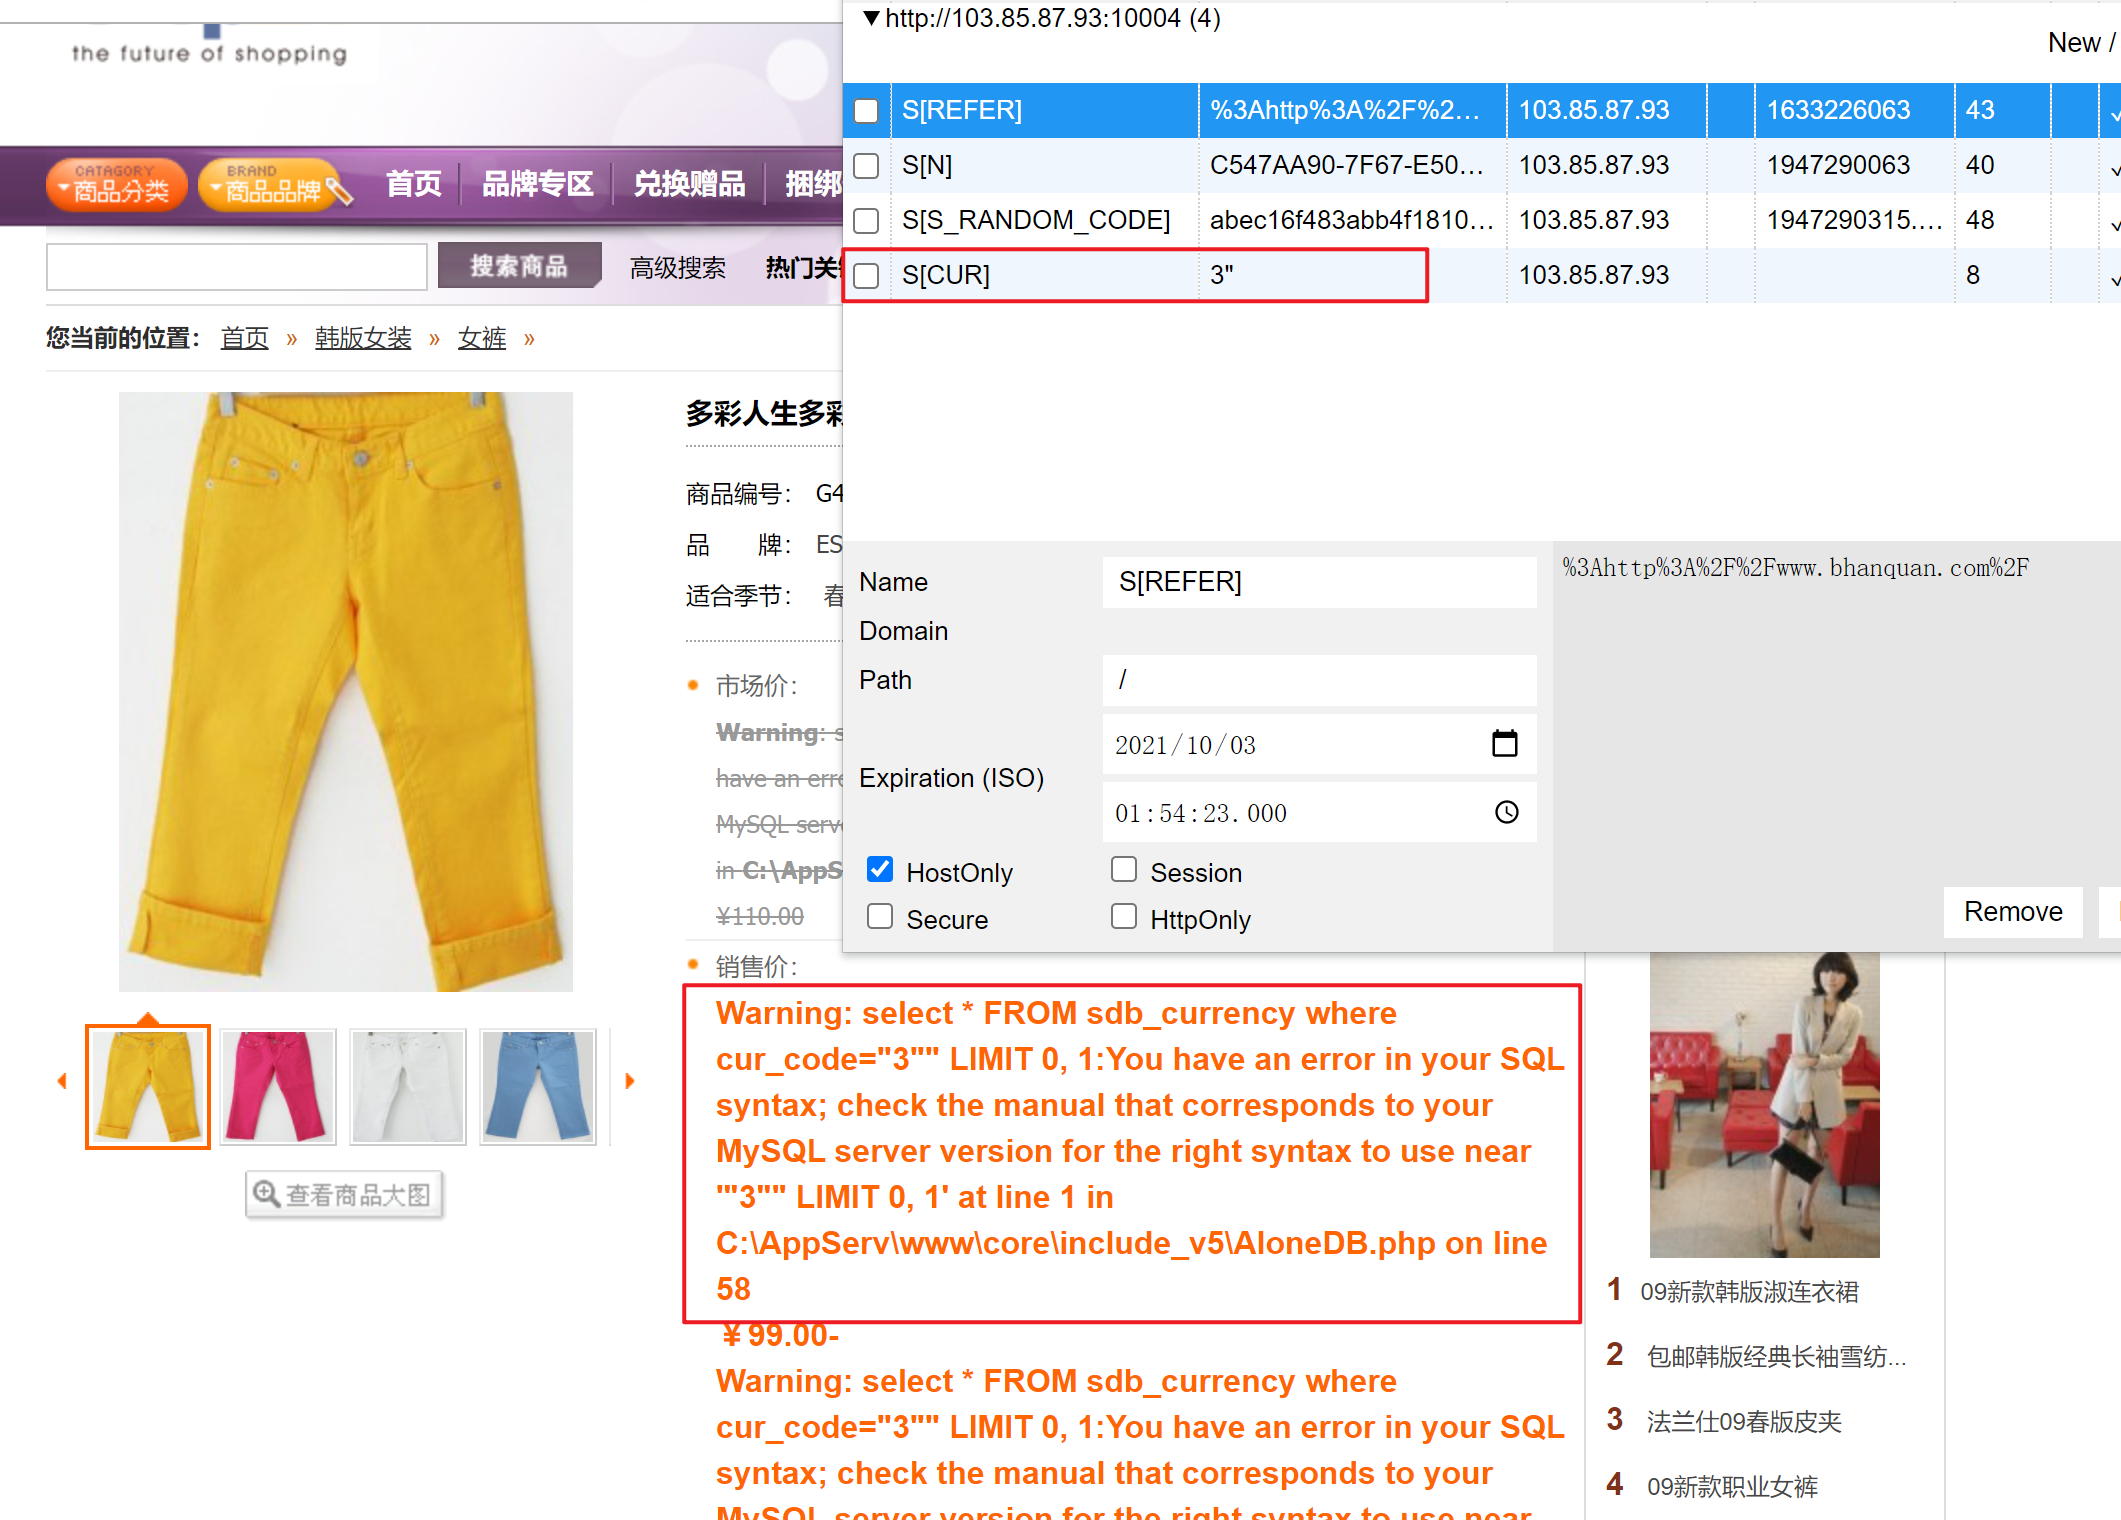 the future of shopping
CATAGORY
商品分类
BRAND
商品品牌
首页
品牌专区
兑换赠品
捆绑
搜索商品
高级搜索
热门关
您当前的位置： 首页 » 韩版女装 » 女裤 »
多彩人生多彩
商品编号： G4
品 牌： ES
适合季节： 春
市场价：
Warning: s
have an erro
MySQL serve
in C:\AppS
¥110.00
销售价：
Warning: select * FROM sdb_currency where
cur_code="3"" LIMIT 0, 1:You have an error in your SQL
syntax; check the manual that corresponds to your
MySQL server version for the right syntax to use near
'"3"" LIMIT 0, 1' at line 1 in
C:\AppServ\www\core\include_v5\AloneDB.php on line
58
￥99.00-
Warning: select * FROM sdb_currency where
cur_code="3"" LIMIT 0, 1:You have an error in your SQL
syntax; check the manual that corresponds to your
MySQL server version for the right syntax to use near
查看商品大图
▼http://103.85.87.93:10004 (4)
New /
S[REFER] %3Ahttp%3A%2F%2... 103.85.87.93 1633226063 43
S[N] C547AA90-7F67-E50... 103.85.87.93 1947290063 40
S[S_RANDOM_CODE] abec16f483abb4f1810... 103.85.87.93 1947290315.... 48
S[CUR] 3" 103.85.87.93 8
Name S[REFER]
Domain
Path /
Expiration (ISO) 2021/10/03
01:54:23.000
HostOnly Session
Secure HttpOnly
%3Ahttp%3A%2F%2Fwww.bhanquan.com%2F
Remove
1 09新款韩版淑连衣裙
2 包邮韩版经典长袖雪纺...
3 法兰仕09春版皮夹
4 09新款职业女裤